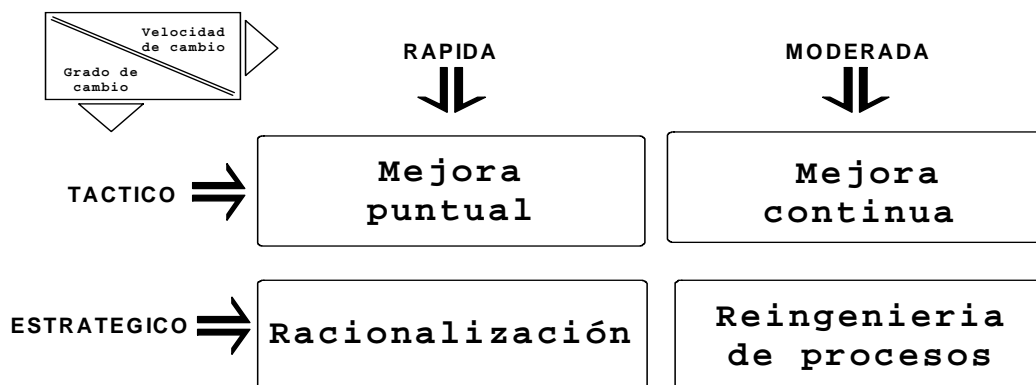 Velocidad
de cambio
Grado de
cambio
RAPIDA
MODERADA
TACTICO
Mejora
puntual
Mejora
continua
ESTRATEGICO
Racionalización
Reingenieria
de procesos